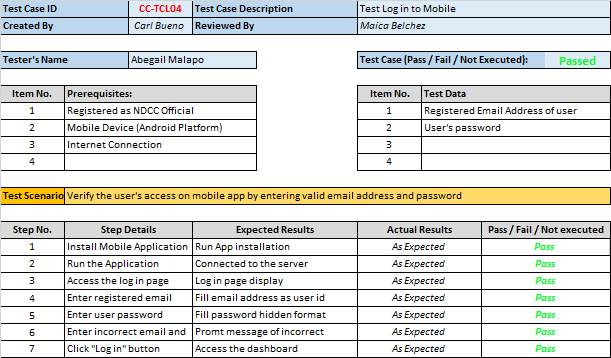 Test Case ID CC-TCL04 Test Case Description Test Log in to Mobile
Created By Carl Bueno Reviewed By Maica Belchez
Tester's Name Abegail Malapo Test Case (Pass / Fail / Not Executed): Passed
Item No. Prerequisites: Item No. Test Data
1 Registered as NDCC Official 1 Registered Email Address of user
2 Mobile Device (Android Platform) 2 User's password
3 Internet Connection 3
4 4
Test Scenario Verify the user's access on mobile app by entering valid email address and password
Step No. Step Details Expected Results Actual Results Pass / Fail / Not executed
1 Install Mobile Application Run App installation As Expected Pass
2 Run the Application Connected to the server As Expected Pass
3 Access the log in page Log in page display As Expected Pass
4 Enter registered email Fill email address as user id As Expected Pass
5 Enter user password Fill password hidden format As Expected Pass
6 Enter incorrect email and Promt message of incorrect As Expected Pass
7 Click "Log in" button Access the dashboard As Expected Pass